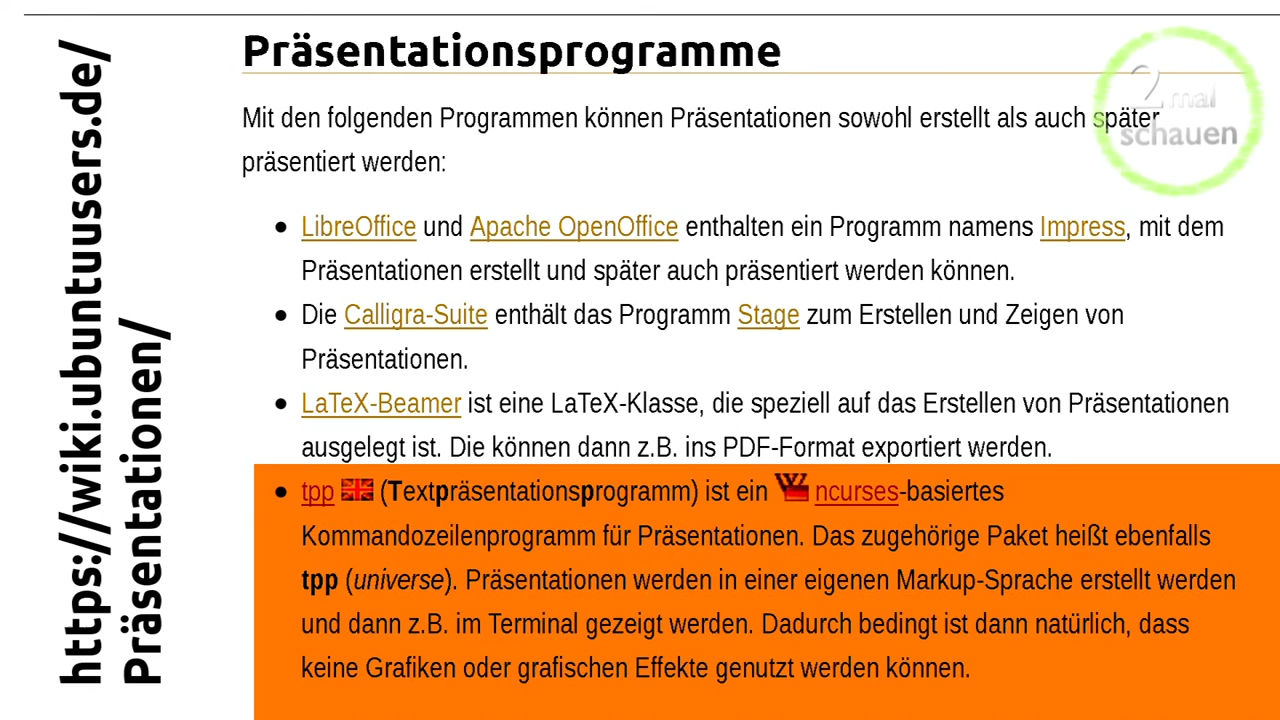 https://wiki.ubuntuusers.de/
Präsentationen/
Präsentationsprogramme
2 mal
schauen
Mit den folgenden Programmen können Präsentationen sowohl erstellt als auch später
präsentiert werden:
LibreOffice und Apache OpenOffice enthalten ein Programm namens Impress, mit dem
Präsentationen erstellt und später auch präsentiert werden können.
Die Calligra-Suite enthält das Programm Stage zum Erstellen und Zeigen von
Präsentationen.
LaTeX-Beamer ist eine LaTeX-Klasse, die speziell auf das Erstellen von Präsentationen
ausgelegt ist. Die können dann z.B. ins PDF-Format exportiert werden.
tpp (Textpräsentationsprogramm) ist ein ncurses-basiertes
Kommandozeilenprogramm für Präsentationen. Das zugehörige Paket heißt ebenfalls
tpp (universe). Präsentationen werden in einer eigenen Markup-Sprache erstellt werden
und dann z.B. im Terminal gezeigt werden. Dadurch bedingt ist dann natürlich, dass
keine Grafiken oder grafischen Effekte genutzt werden können.